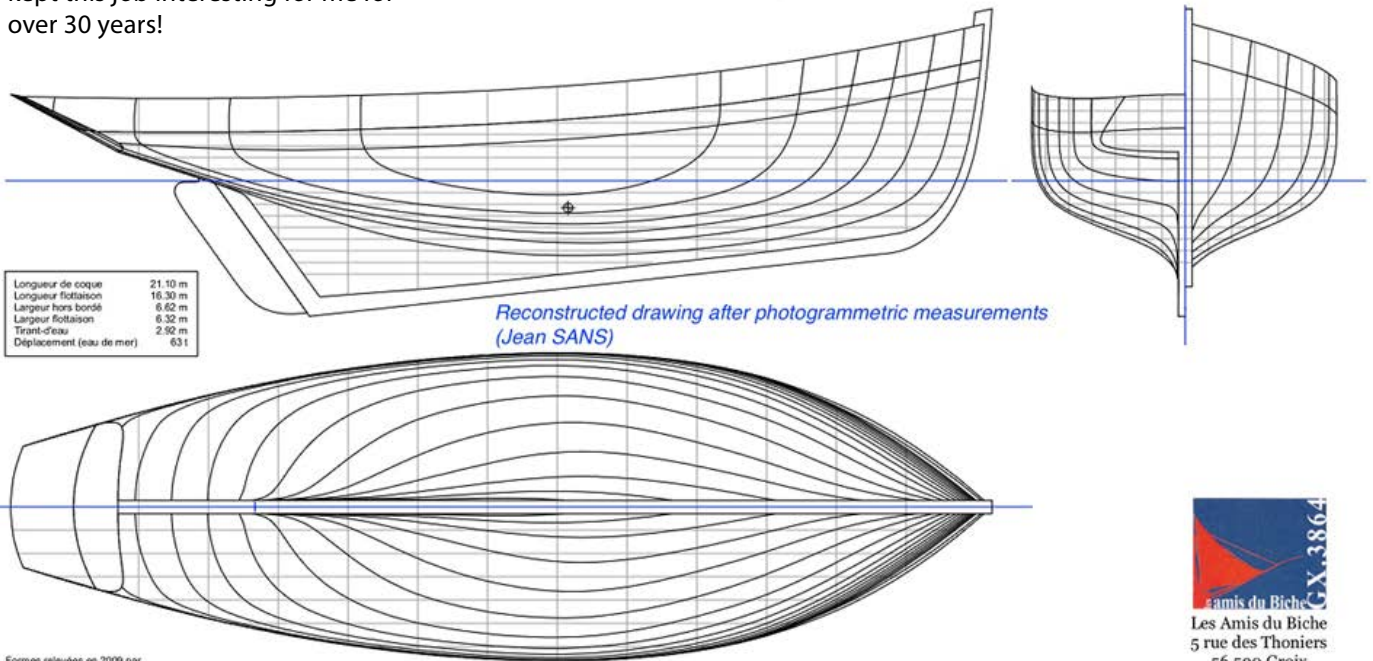 over 30 years!
Longueur de coque 21.10 m
Longueur flottaison 16.30 m
Largeur hors bordé 6.62 m
Largeur flottaison 6.32 m
Tirant-d'eau 2.92 m
Déplacement (eau de mer) 63 t
Reconstructed drawing after photogrammetric measurements
(Jean SANS)
GX.3864
amis du Biche
Les Amis du Biche
5 rue des Thoniers